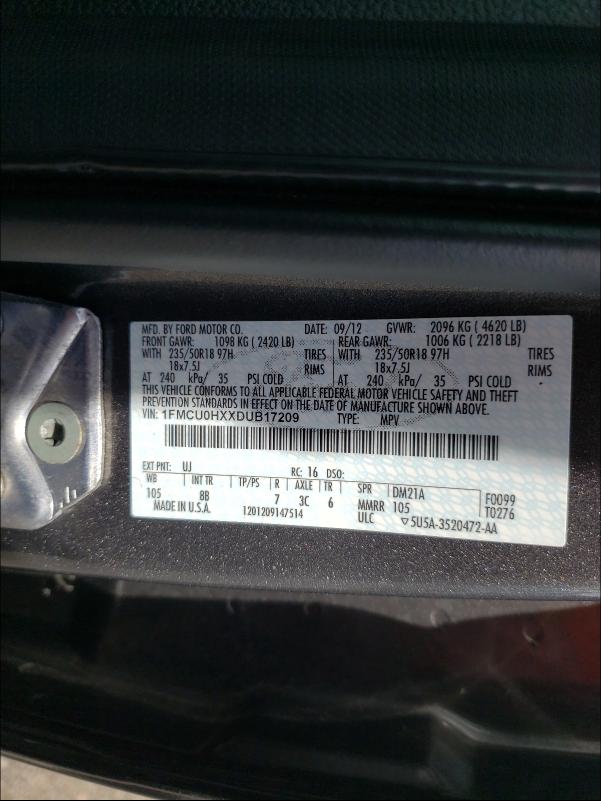 MFD. BY FORD MOTOR CO. DATE: 09/12 GVWR: 2096 KG ( 4620 LB)
FRONT GAWR: 1098 KG ( 2420 LB) REAR GAWR: 1006 KG ( 2218 LB)
WITH 235/50R18 97H TIRES WITH 235/50R18 97H TIRES
18x7.5J RIMS 18x7.5J RIMS
AT 240 kPa/ 35 PSI COLD AT 240 kPa/ 35 PSI COLD
THIS VEHICLE CONFORMS TO ALL APPLICABLE FEDERAL MOTOR VEHICLE SAFETY AND THEFT
PREVENTION STANDARDS IN EFFECT ON THE DATE OF MANUFACTURE SHOWN ABOVE.
VIN: 1FMCU0HXXDUB17209 TYPE: MPV
EXT PNT: UJ RC: 16 DSO:
WB INT TR TP/PS R AXLE TR SPR DM21A F0099
105 8B 7 3C 6 MMRR 105 T0276
MADE IN U.S.A. 1201209147514 ULC ▽5U5A-3520472-AA